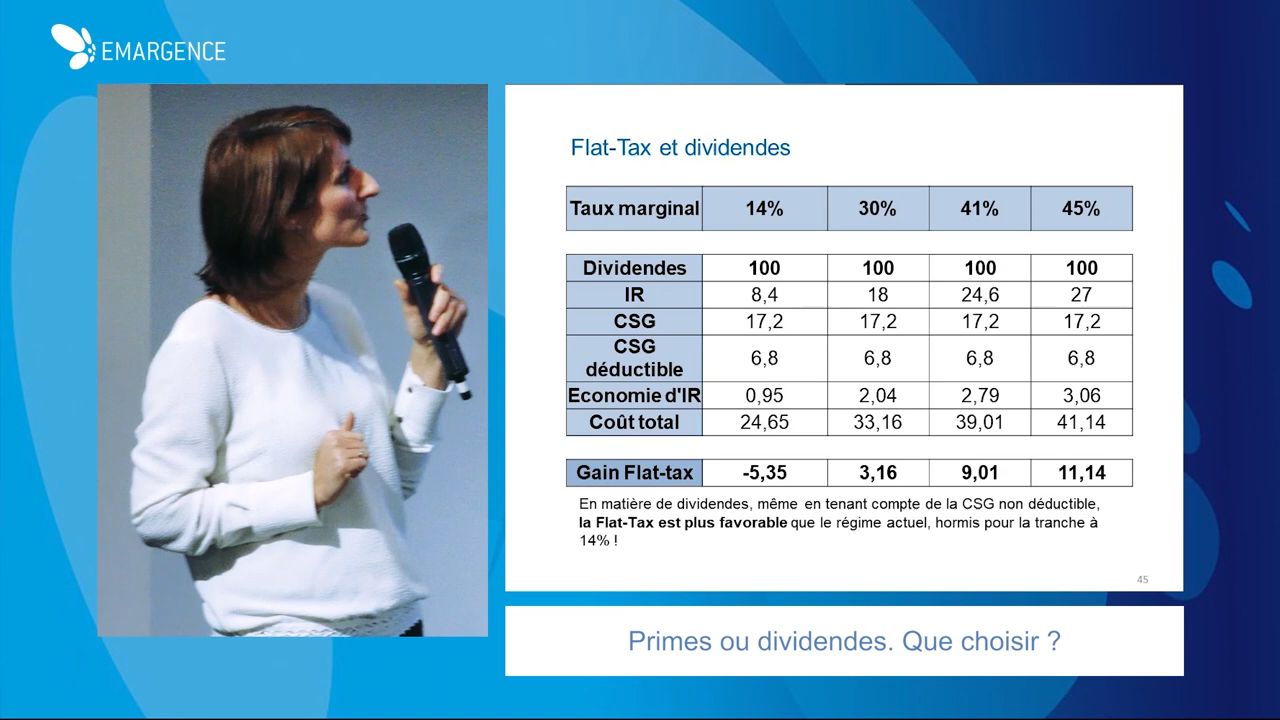 EMARGENCE
Flat-Tax et dividendes
Taux marginal 14% 30% 41% 45%
Dividendes 100 100 100 100
IR 8,4 18 24,6 27
CSG 17,2 17,2 17,2 17,2
CSG
déductible 6,8 6,8 6,8 6,8
Economie d'IR 0,95 2,04 2,79 3,06
Coût total 24,65 33,16 39,01 41,14
Gain Flat-tax -5,35 3,16 9,01 11,14
En matière de dividendes, même en tenant compte de la CSG non déductible,
la Flat-Tax est plus favorable que le régime actuel, hormis pour la tranche à
14% !
45
Primes ou dividendes. Que choisir ?